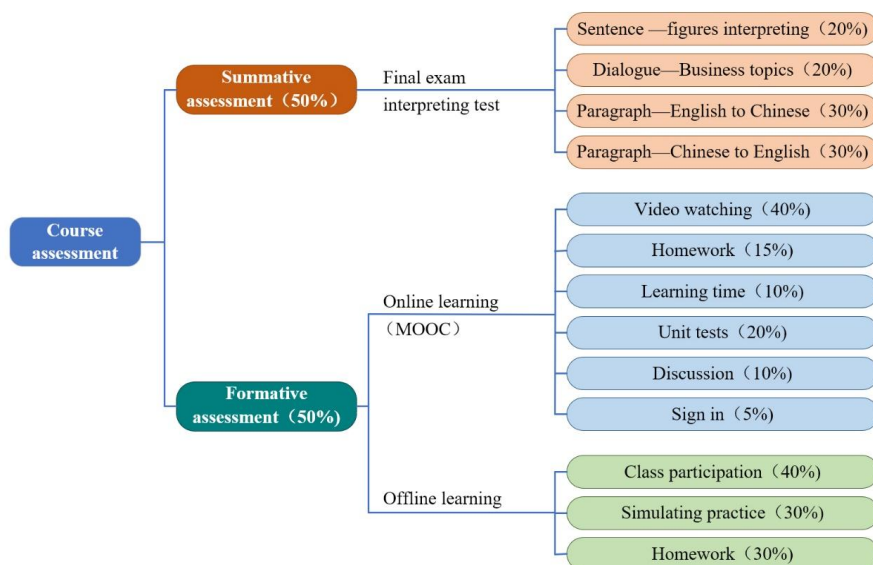 Course
assessment
Summative
assessment（50%）
Final exam
interpreting test
Sentence —figures interpreting（20%）
Dialogue—Business topics（20%）
Paragraph—English to Chinese（30%）
Paragraph—Chinese to English（30%）
Formative
assessment（50%）
Online learning
（MOOC）
Video watching（40%）
Homework（15%）
Learning time（10%）
Unit tests（20%）
Discussion（10%）
Sign in（5%）
Offline learning
Class participation（40%）
Simulating practice（30%）
Homework（30%）